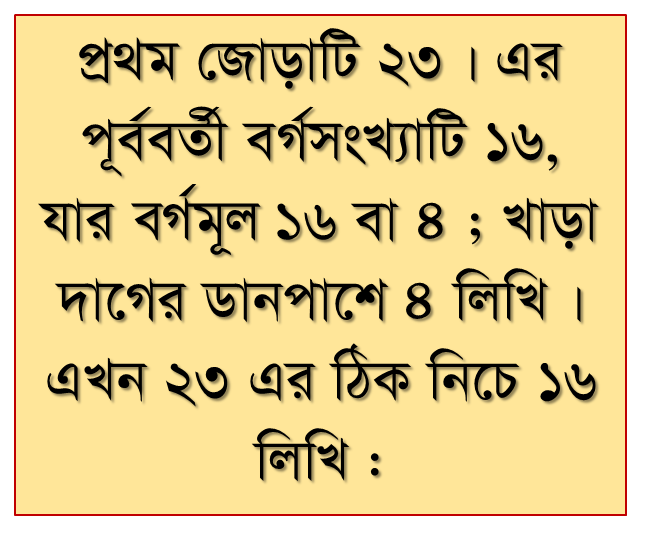 প্রথম জোড়াটি ২৩ । এর
পূর্ববর্তী বর্গসংখ্যাটি ১৬,
যার বর্গমূল ১৬ বা ৪ ; খাড়া
দাগের ডানপাশে ৪ লিখি ।
এখন ২৩ এর ঠিক নিচে ১৬
লিখি :